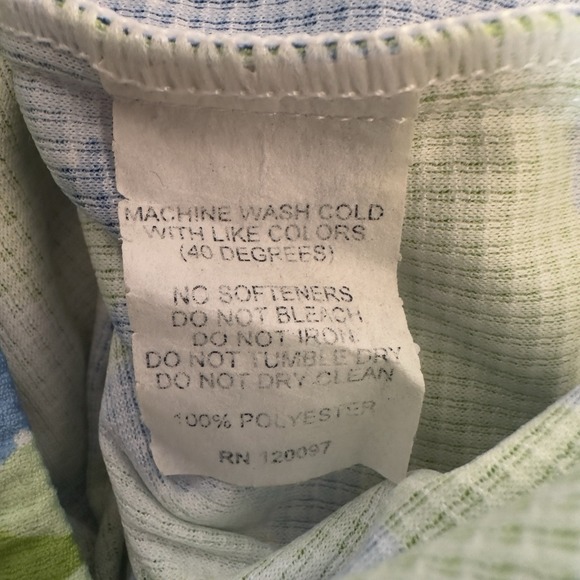 MACHINE WASH COLD
WITH LIKE COLORS
(40 DEGREES)
NO SOFTENERS
DO NOT BLEACH
DO NOT IRON
DO NOT TUMBLE DRY
DO NOT DRY-CLEAN
100% POLYESTER
RN 120097